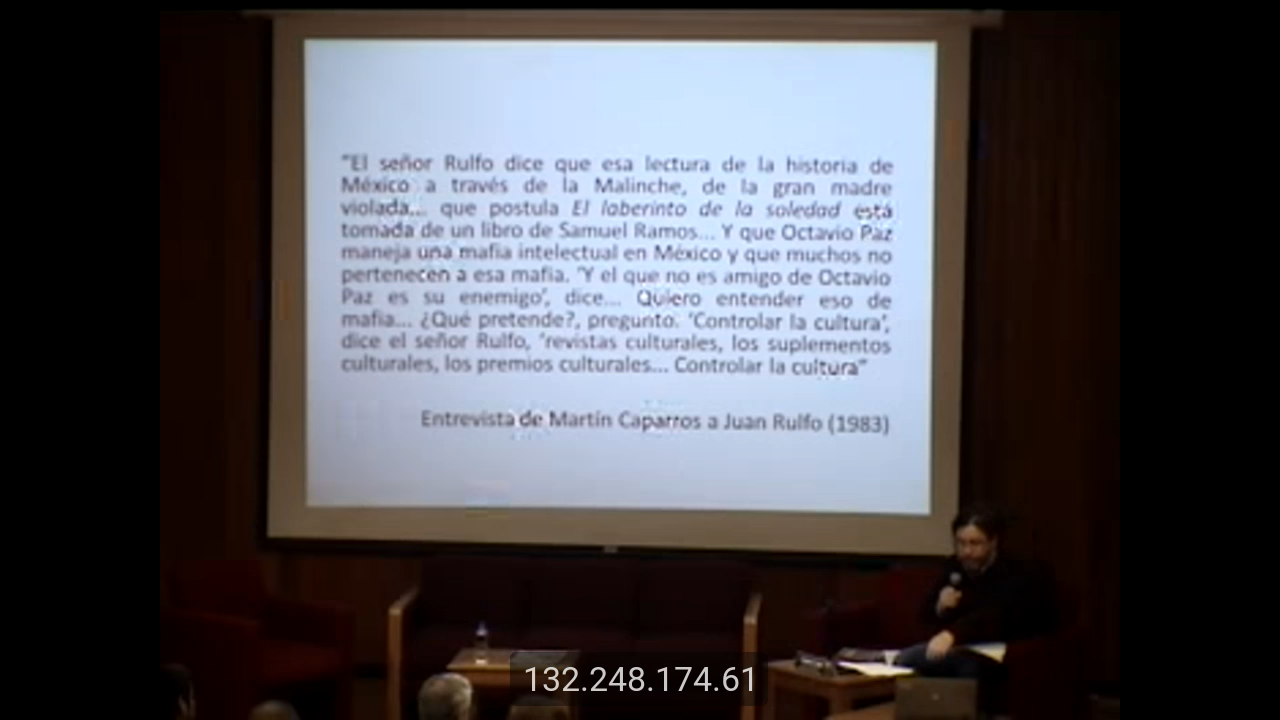 "El señor Rulfo dice que esa lectura de la historia de
México a través de la Malinche, de la gran madre
violada... que postula El laberinto de la soledad está
tomada de un libro de Samuel Ramos... Y que Octavio Paz
maneja una mafia intelectual en México y que muchos no
pertenecen a esa mafia. 'Y el que no es amigo de Octavio
Paz es su enemigo', dice... Quiero entender eso de
mafia... ¿Qué pretende?, pregunto. 'Controlar la cultura',
dice el señor Rulfo, 'revistas culturales, los suplementos
culturales, los premios culturales... Controlar la cultura"
Entrevista de Martín Caparros a Juan Rulfo (1983)
132.248.174.61